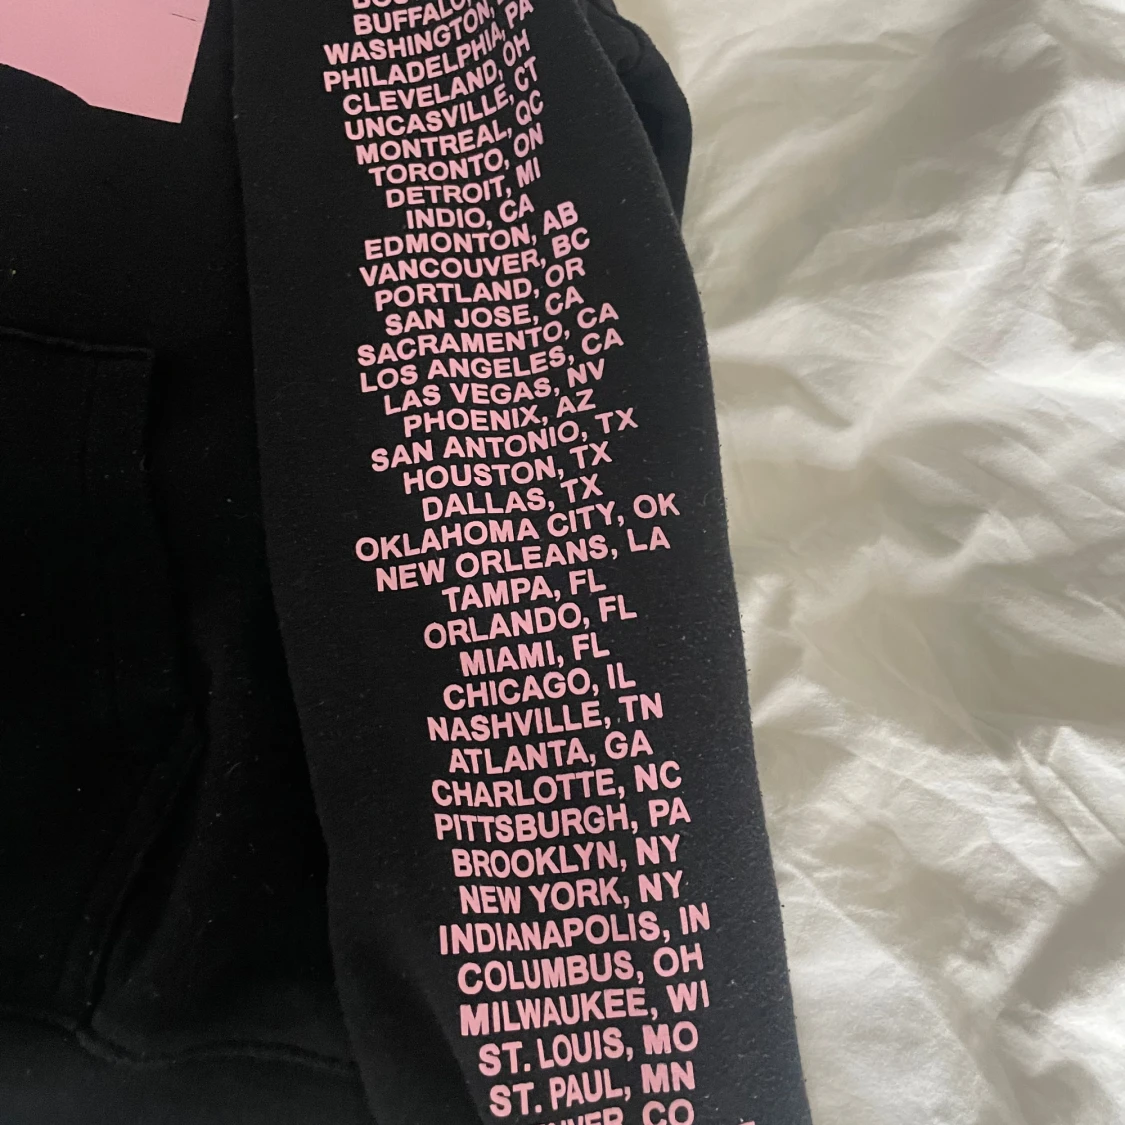 BUFFALO,
WASHINGTON,
PHILADELPHIA, PA
CLEVELAND, OH
UNCASVILLE, CT
MONTREAL, QC
TORONTO, ON
DETROIT, MI
INDIO, CA
EDMONTON, AB
VANCOUVER, BC
PORTLAND, OR
SAN JOSE, CA
SACRAMENTO, CA
LOS ANGELES, CA
LAS VEGAS, NV
PHOENIX, AZ
SAN ANTONIO, TX
HOUSTON, TX
DALLAS, TX
OKLAHOMA CITY, OK
NEW ORLEANS, LA
TAMPA, FL
ORLANDO, FL
MIAMI, FL
CHICAGO, IL
NASHVILLE, TN
ATLANTA, GA
CHARLOTTE, NC
PITTSBURGH, PA
BROOKLYN, NY
NEW YORK, NY
INDIANAPOLIS, IN
COLUMBUS, OH
MILWAUKEE, WI
ST. LOUIS, MO
ST. PAUL, MN
CO